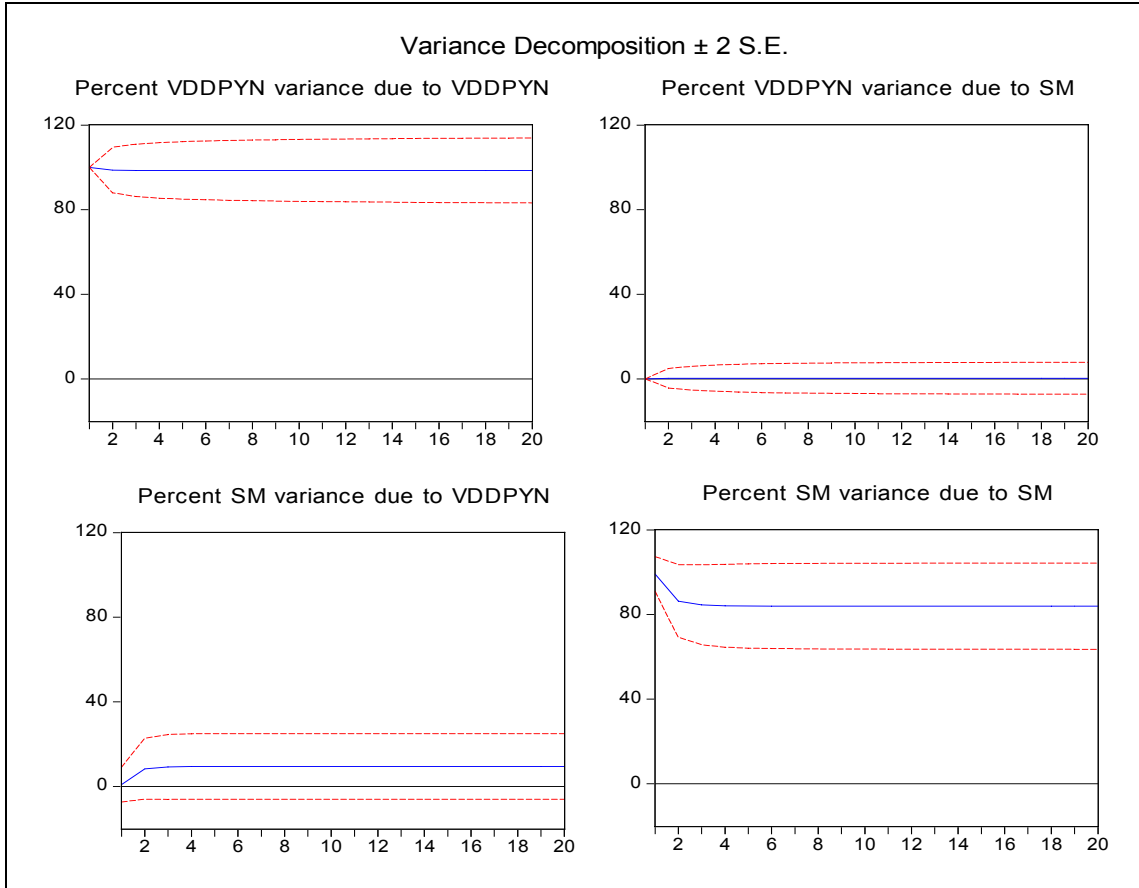 Variance Decomposition ± 2 S.E.
Percent VDDPYN variance due to VDDPYN
120
80
40
0
2 4 6 8 10 12 14 16 18 20
Percent VDDPYN variance due to SM
120
80
40
0
2 4 6 8 10 12 14 16 18 20
Percent SM variance due to VDDPYN
120
80
40
0
2 4 6 8 10 12 14 16 18 20
Percent SM variance due to SM
120
80
40
0
2 4 6 8 10 12 14 16 18 20